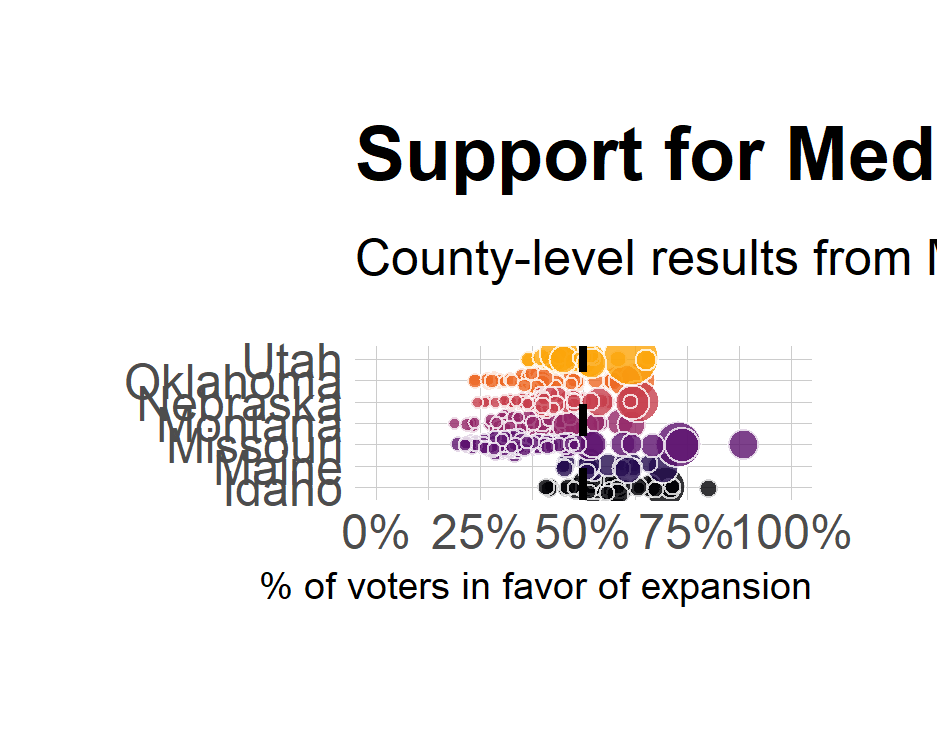 Support for Med
County-level results from
Utah
Oklahoma
Nebraska
Montana
Missouri
Maine
Idaho
0% 25% 50% 75% 100%
% of voters in favor of expansion